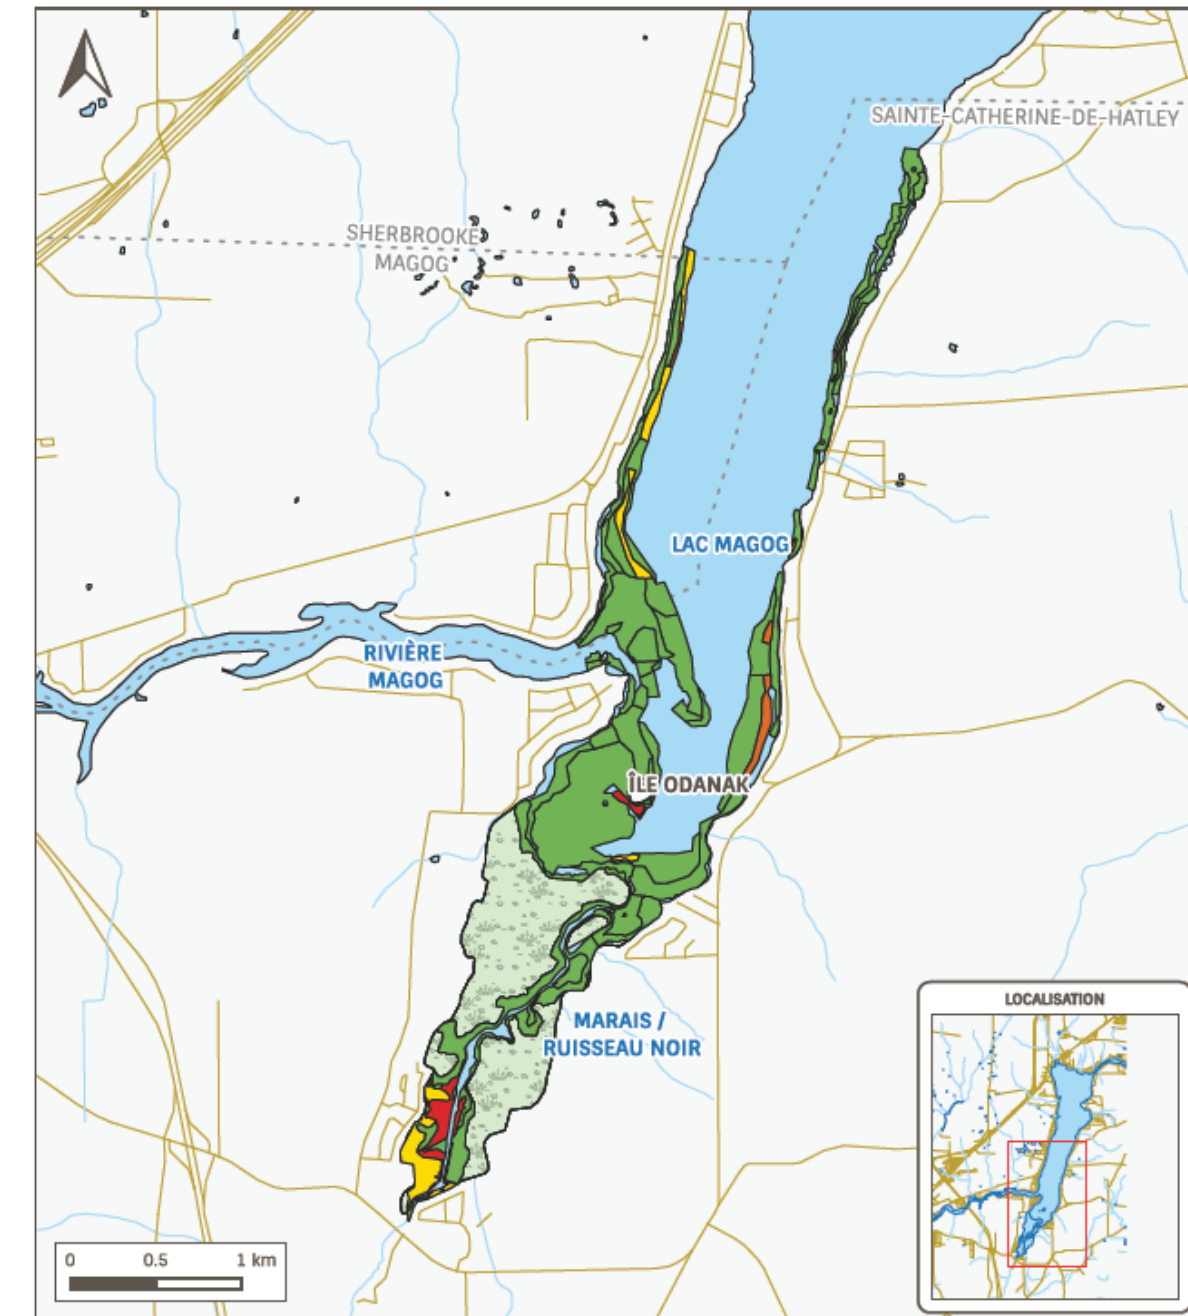 SAINTE-CATHERINE-DE-HATLEY
SHERBROOKE
MAGOG
LAC MAGOG
RIVIÈRE
MAGOG
ÎLE ODANAK
MARAIS /
RUISSEAU NOIR
LOCALISATION
0 0.5 1 km